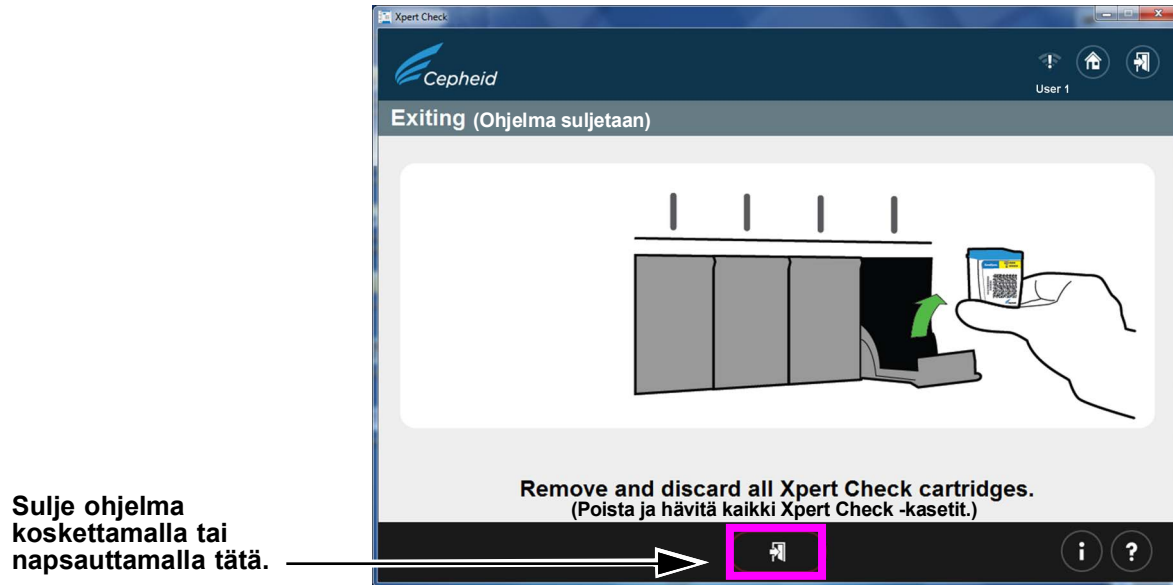 Xpert Check
Cepheid
User 1
Exiting (Ohjelma suljetaan)
Remove and discard all Xpert Check cartridges.
(Poista ja hävitä kaikki Xpert Check -kasetit.)
Sulje ohjelma
koskettamalla tai
napsauttamalla tätä.
i ?